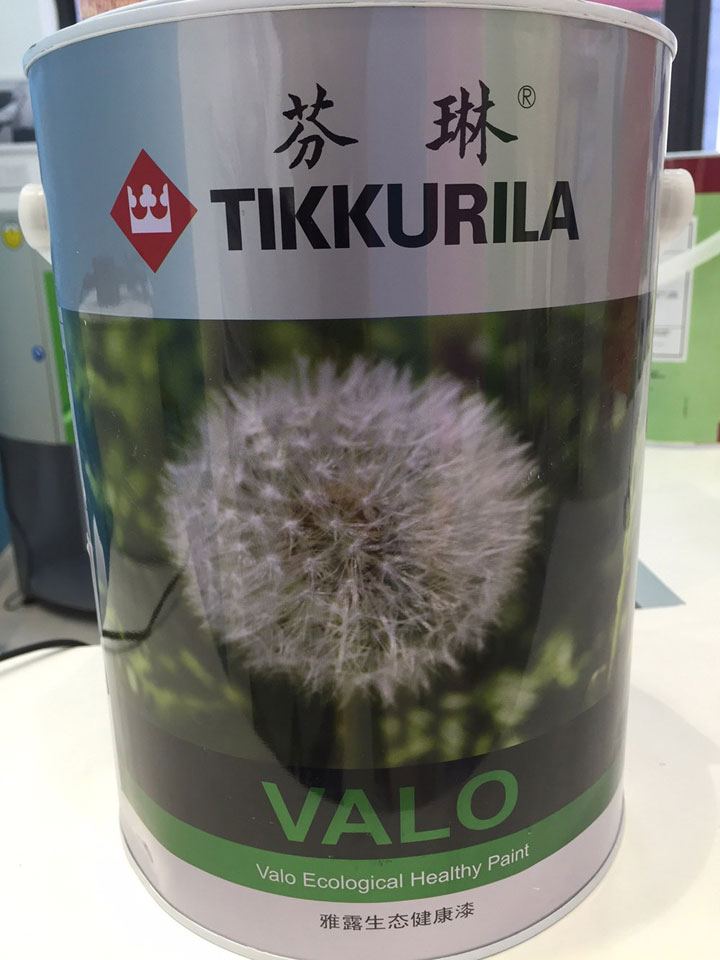 芬琳®
TIKKURILA
VALO
Valo Ecological Healthy Paint
雅露生态健康漆